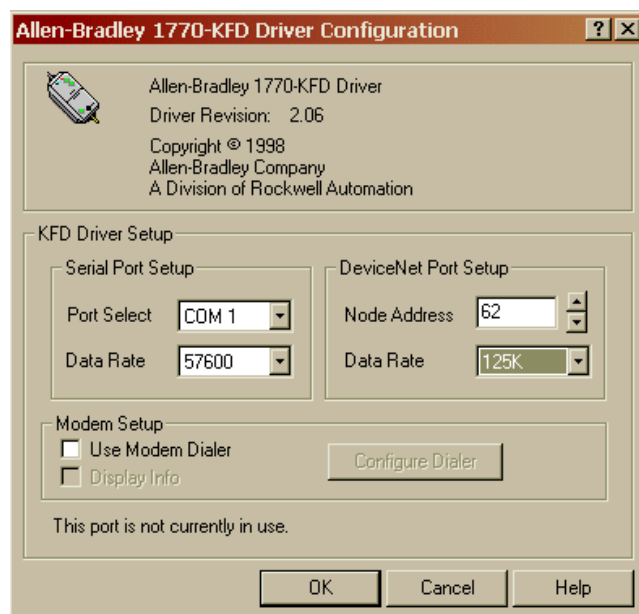 Allen-Bradley 1770-KFD Driver Configuration
Allen-Bradley 1770-KFD Driver
Driver Revision: 2.06
Copyright © 1998
Allen-Bradley Company
A Division of Rockwell Automation
KFD Driver Setup
Serial Port Setup
Port Select COM 1
Data Rate 57600
DeviceNet Port Setup
Node Address 62
Data Rate 125K
Modem Setup
Use Modem Dialer
Display Info
Configure Dialer
This port is not currently in use.
OK Cancel Help